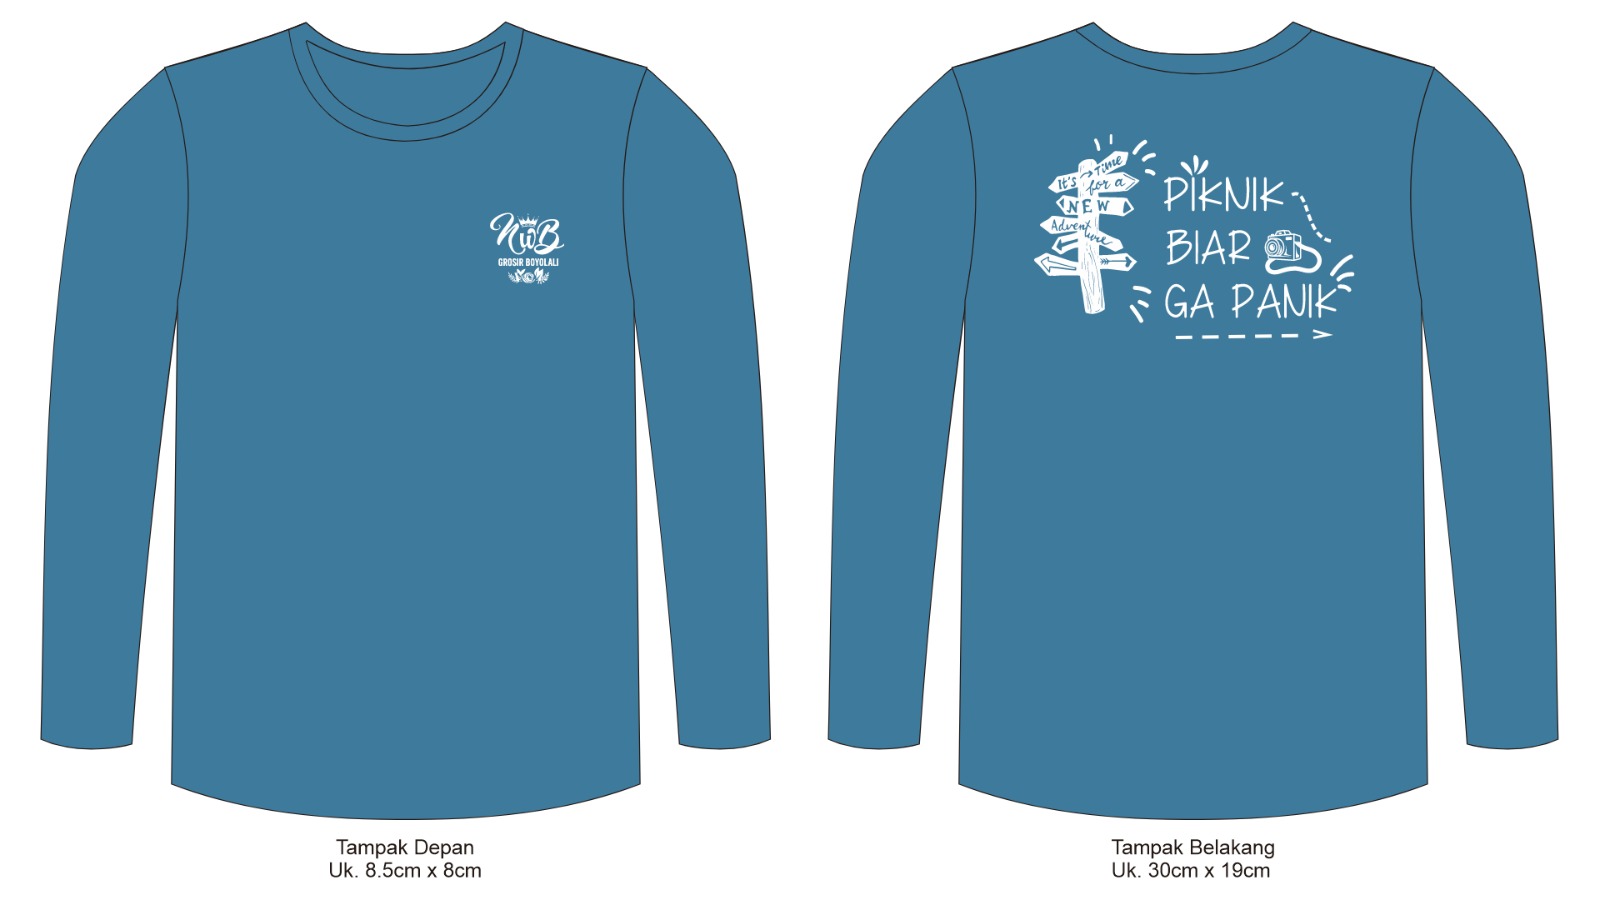 NwB
GROSIR BOYOLALI
It's Time
for a
NEW
Adventure
PIKNIK
BIAR
GA PANIK
Tampak Depan
Uk. 8.5cm x 8cm
Tampak Belakang
Uk. 30cm x 19cm